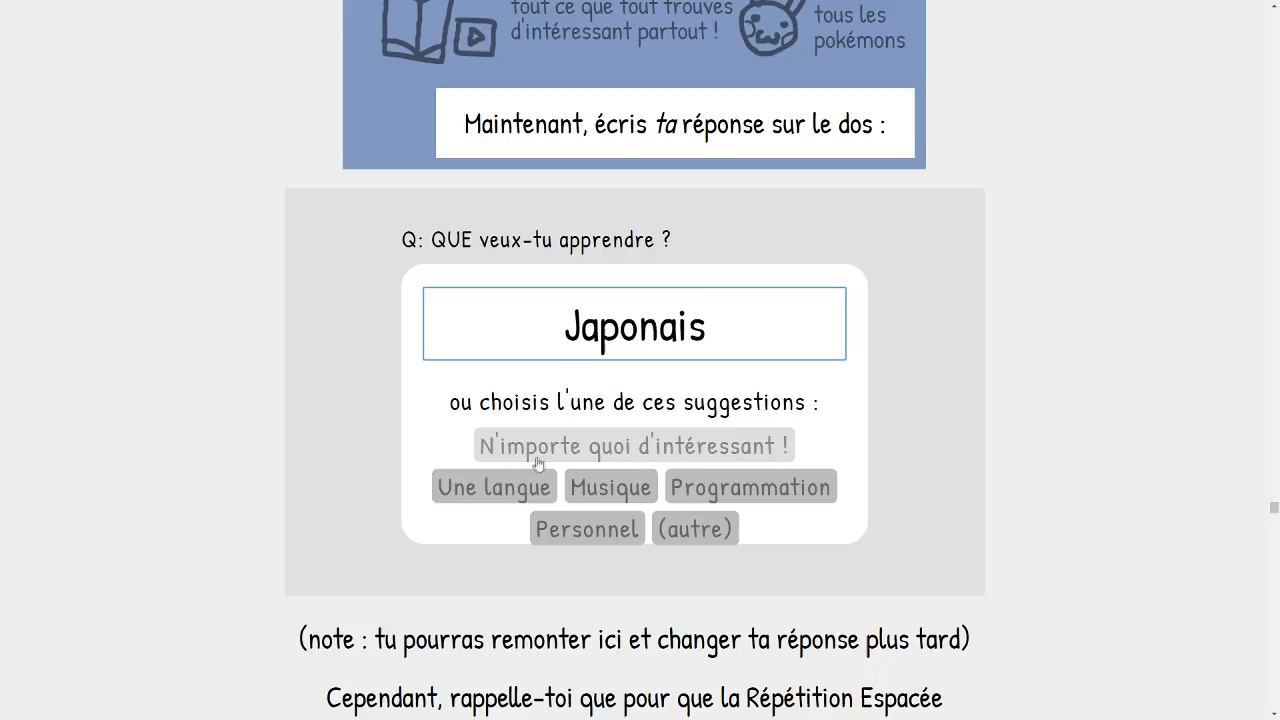 tout ce que tout trouves
d'intéressant partout !
tous les
pokémons
Maintenant, écris ta réponse sur le dos :
Q: QUE veux-tu apprendre ?
Japonais
ou choisis l'une de ces suggestions :
N'importe quoi d'intéressant !
Une langue Musique Programmation
Personnel (autre)
(note : tu pourras remonter ici et changer ta réponse plus tard)
Cependant, rappelle-toi que pour que la Répétition Espacée